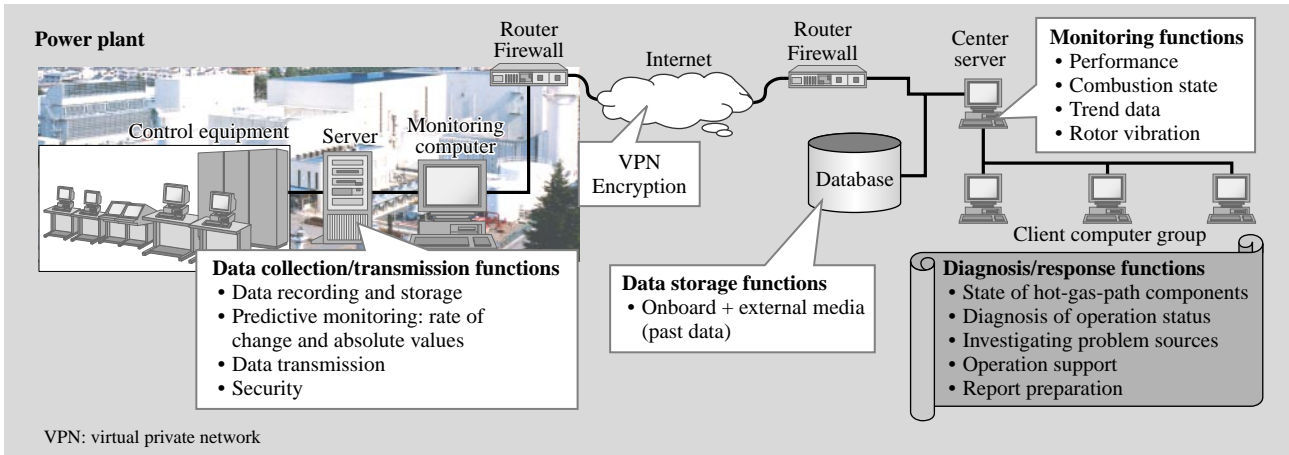 Power plant
Router
Firewall
Internet
Router
Firewall
Center
server
Monitoring functions
• Performance
• Combustion state
• Trend data
• Rotor vibration
Control equipment
Server
Monitoring
computer
VPN
Encryption
Database
Client computer group
Data collection/transmission functions
• Data recording and storage
• Predictive monitoring: rate of
change and absolute values
• Data transmission
• Security
Data storage functions
• Onboard + external media
(past data)
Diagnosis/response functions
• State of hot-gas-path components
• Diagnosis of operation status
• Investigating problem sources
• Operation support
• Report preparation
VPN: virtual private network